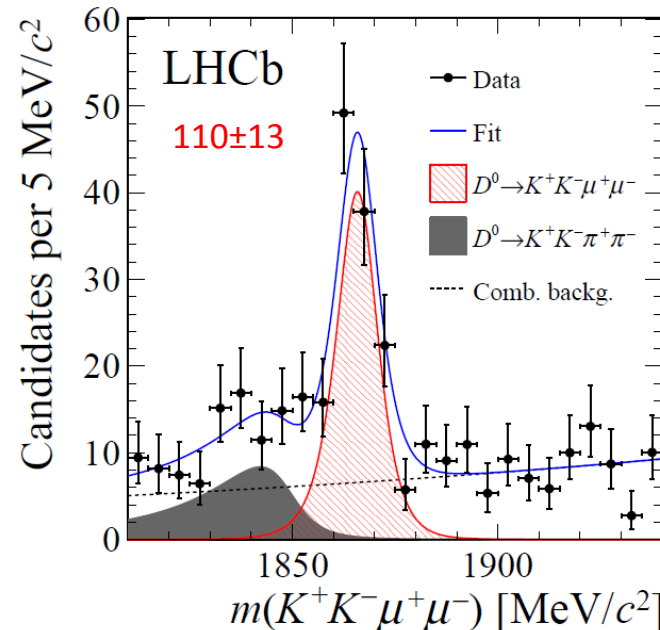 Candidates per 5 MeV/c²
60
50
40
30
20
10
0
LHCb
110±13
Data
Fit
D⁰→K⁺K⁻μ⁺μ⁻
D⁰→K⁺K⁻π⁺π⁻
Comb. backg.
1850 1900
m(K⁺K⁻μ⁺μ⁻) [MeV/c²]